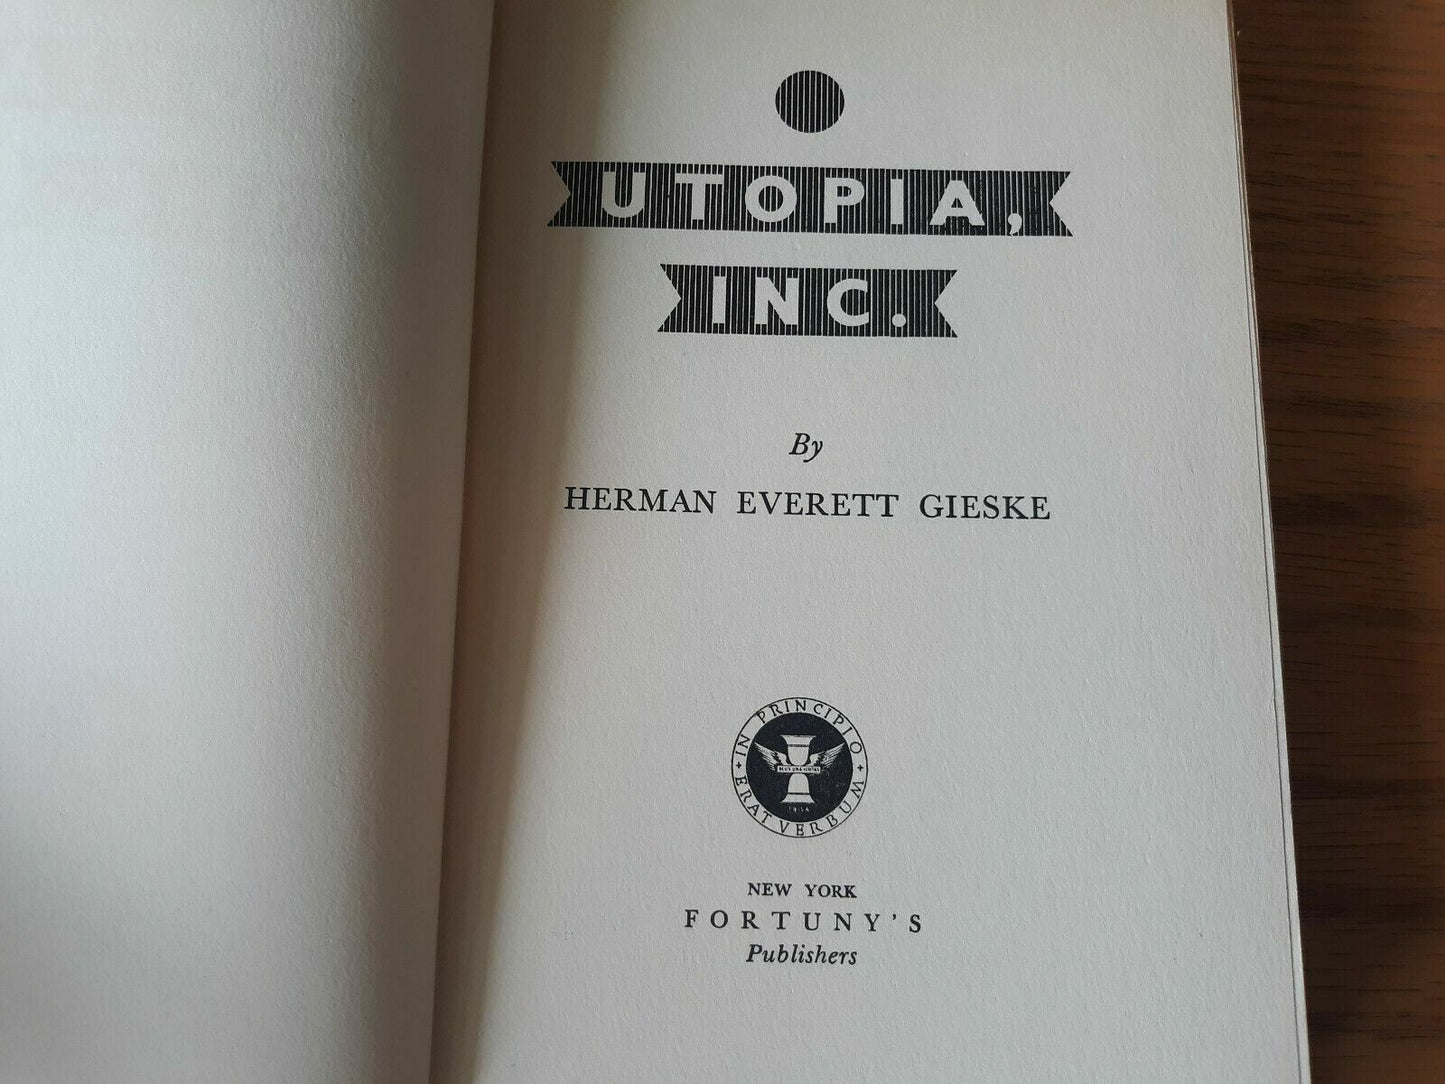 UTOPIA,
INC.
By
HERMAN EVERETT GIESKE
IN PRINCIPIO
ERAT VERBUM
NEW YORK
FORTUNY'S
Publishers